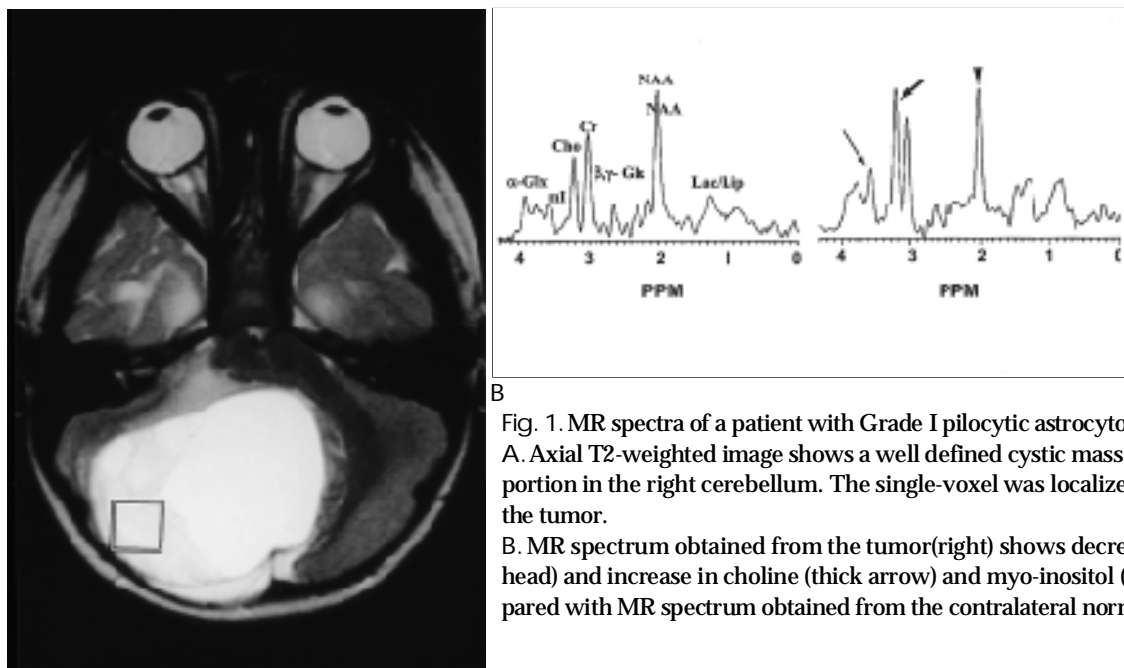 NAA
NAA
Cr
Cho
β,γ- Gk
α-Glx
mI
Lac/Lip
4 3 2 1 0
4 3 2 1
PPM
PPM
B
Fig. 1. MR spectra of a patient with Grade I pilocytic astrocyto
A. Axial T2-weighted image shows a well defined cystic mass
portion in the right cerebellum. The single-voxel was localize
the tumor.
B. MR spectrum obtained from the tumor(right) shows decre
head) and increase in choline (thick arrow) and myo-inositol (
pared with MR spectrum obtained from the contralateral norr